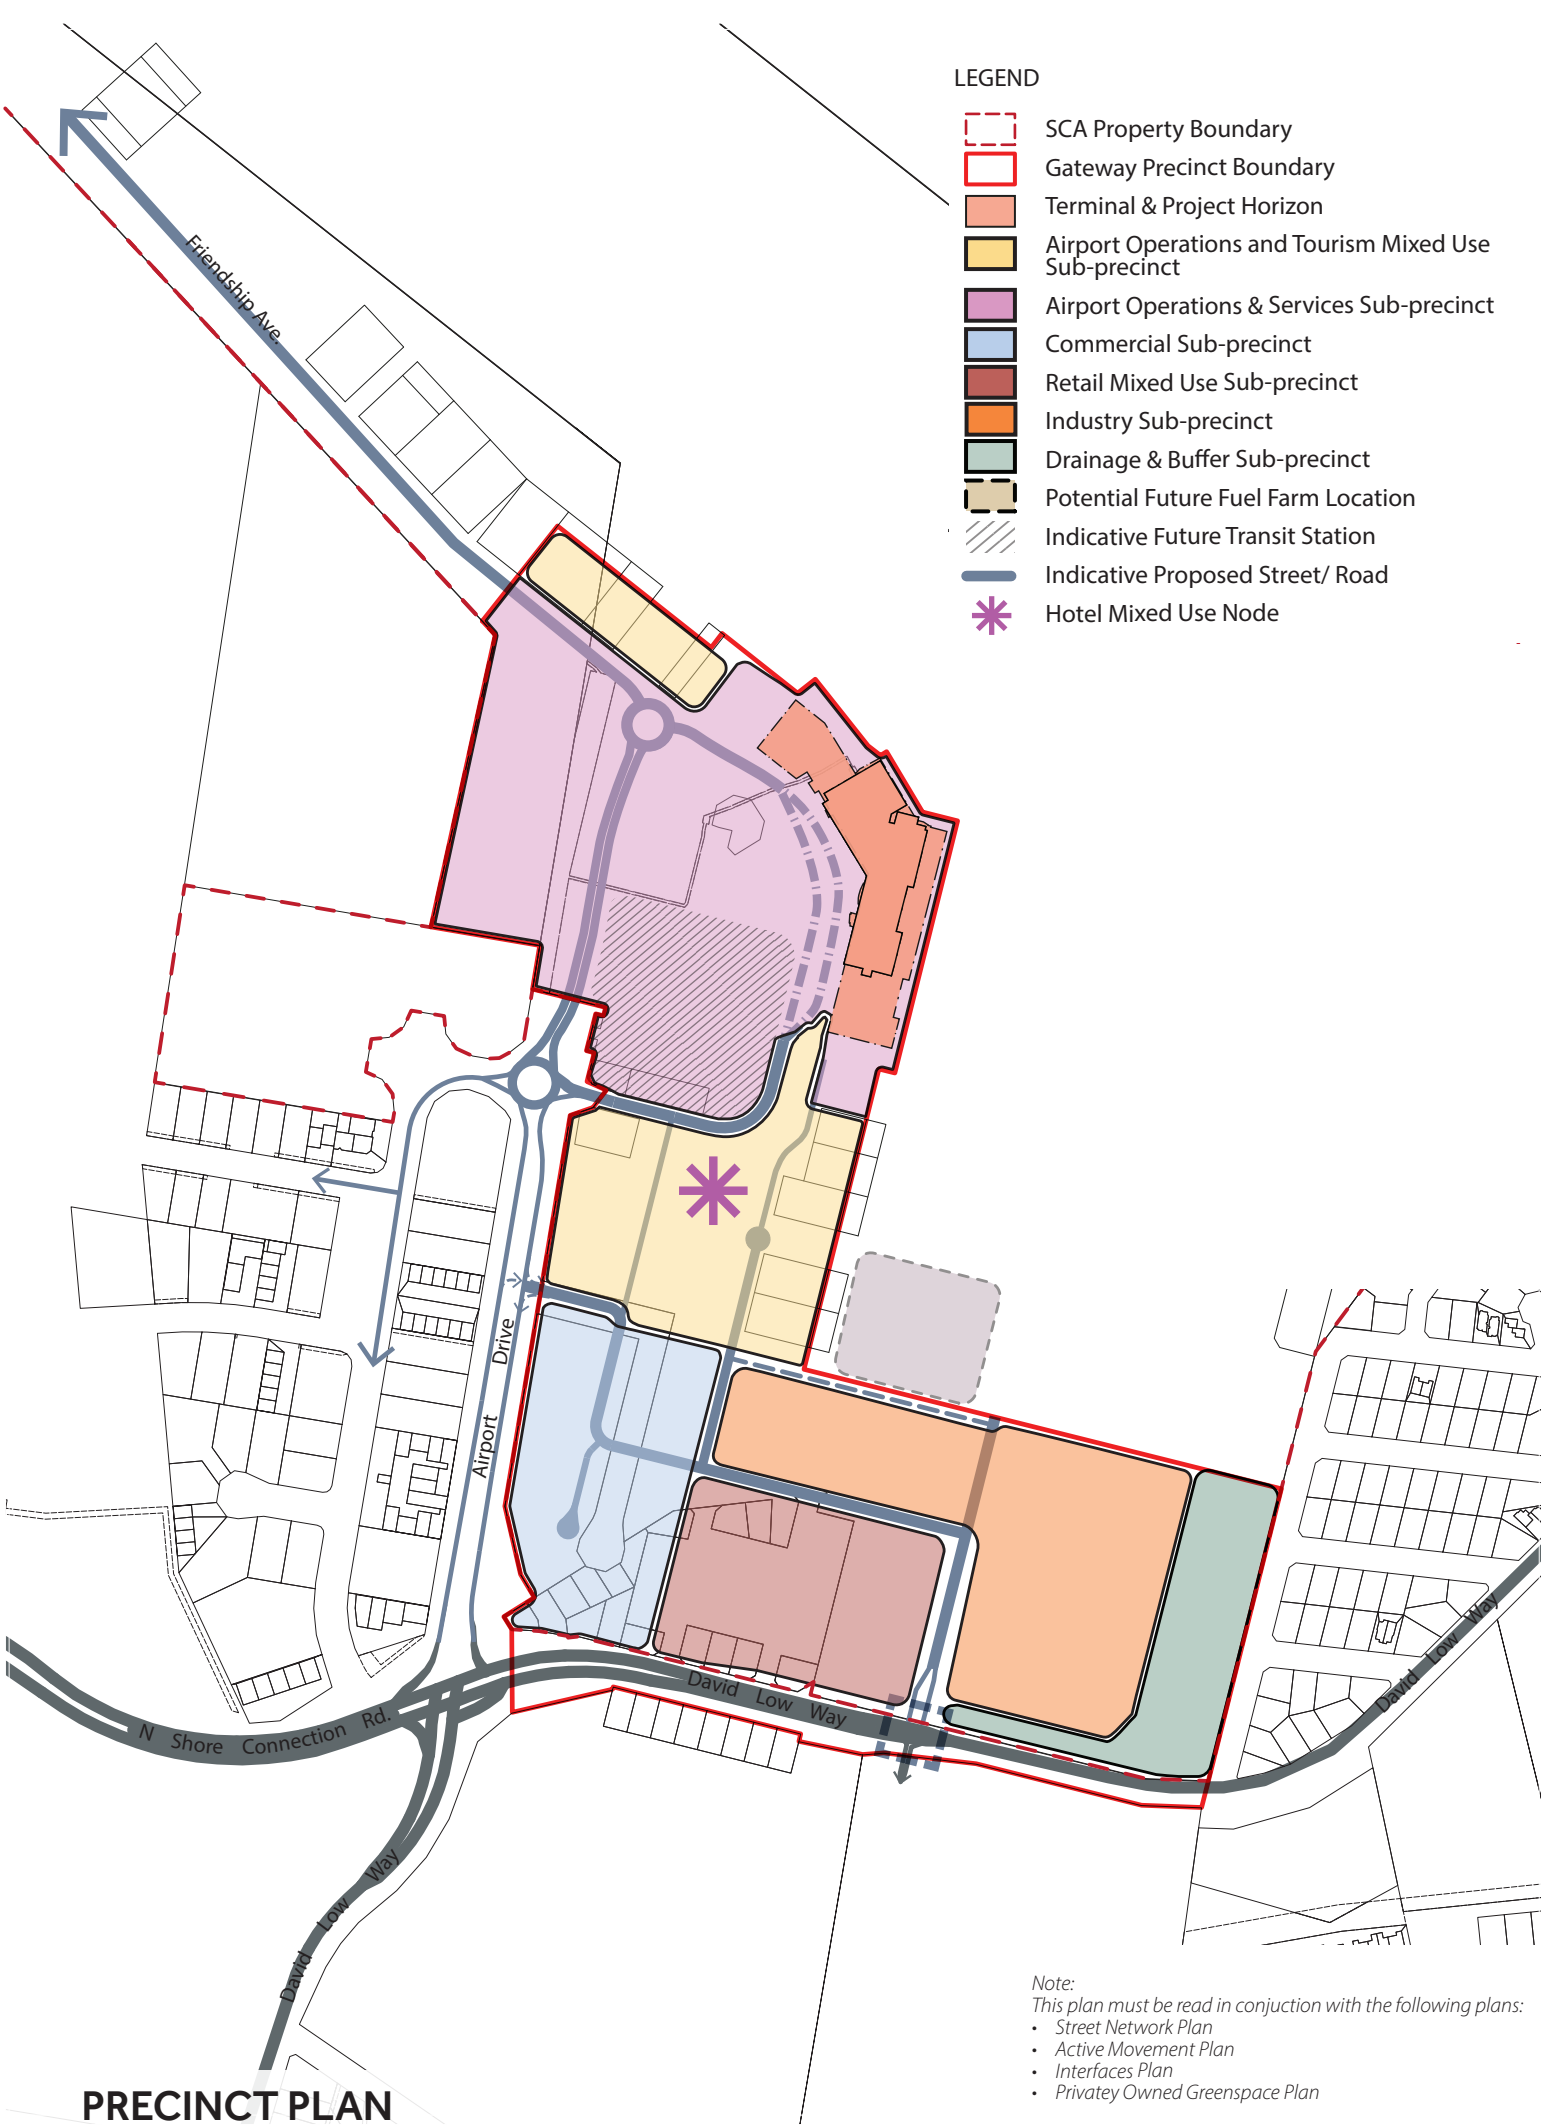 LEGEND
SCA Property Boundary
Gateway Precinct Boundary
Terminal & Project Horizon
Airport Operations and Tourism Mixed Use
Sub-precinct
Airport Operations & Services Sub-precinct
Commercial Sub-precinct
Retail Mixed Use Sub-precinct
Industry Sub-precinct
Drainage & Buffer Sub-precinct
Potential Future Fuel Farm Location
Indicative Future Transit Station
Indicative Proposed Street/ Road
Hotel Mixed Use Node
Friendship Ave.
Airport Drive
David Low Way
N Shore Connection Rd.
David Low Way
David Low Way
Note:
This plan must be read in conjuction with the following plans:
• Street Network Plan
• Active Movement Plan
• Interfaces Plan
• Privatey Owned Greenspace Plan
PRECINCT PLAN